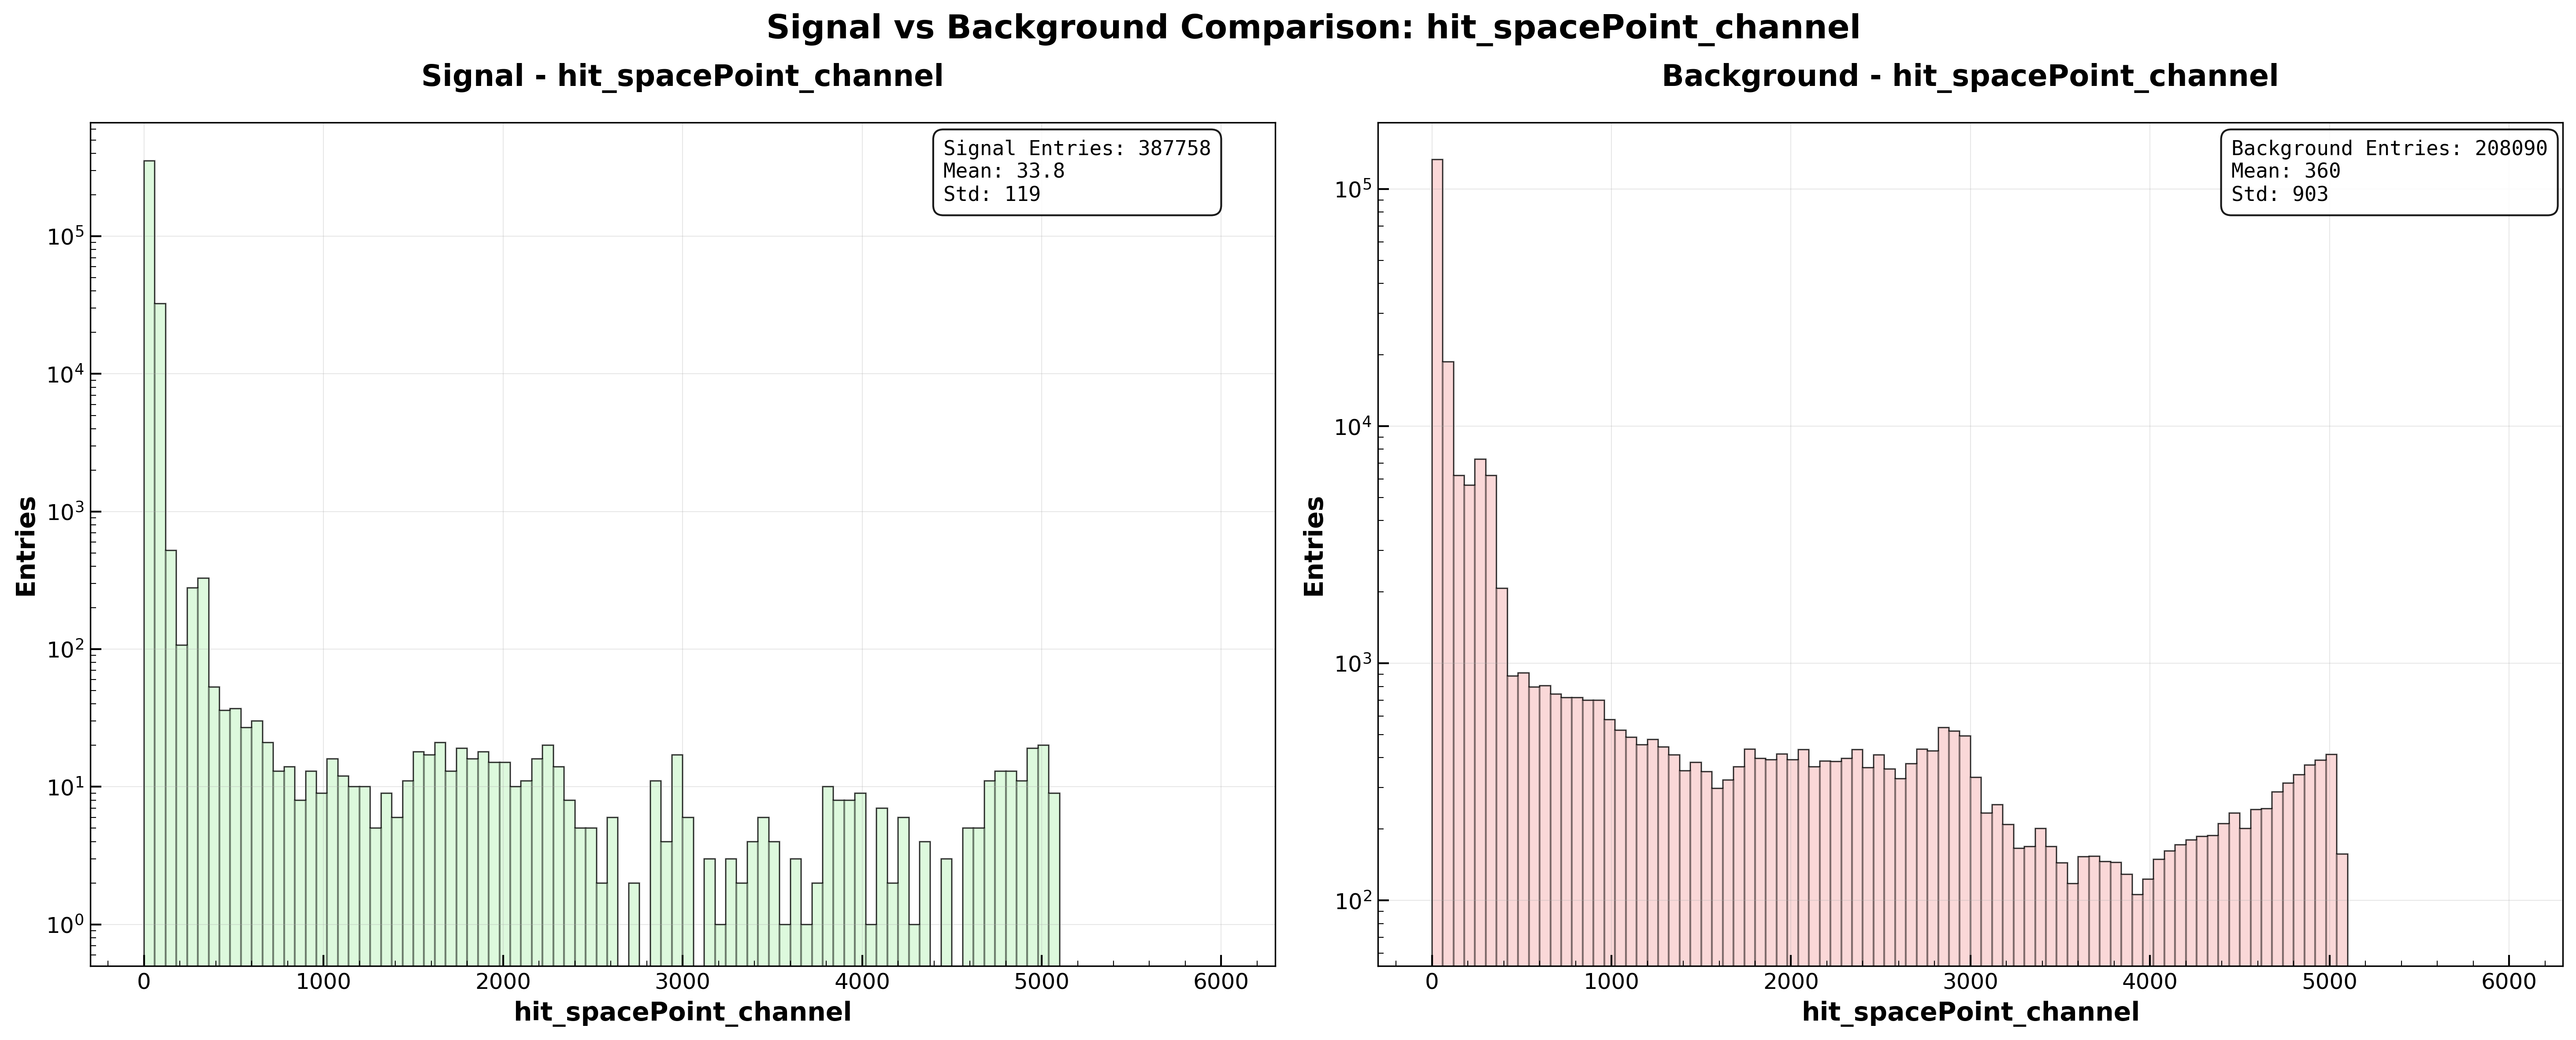 Signal vs Background Comparison: hit_spacePoint_channel
Signal - hit_spacePoint_channel
Signal Entries: 387758
Mean: 33.8
Std: 119
10^5
10^4
10^3
10^2
10^1
10^0
Entries
0 1000 2000 3000 4000 5000 6000
hit_spacePoint_channel
Background - hit_spacePoint_channel
Background Entries: 208090
Mean: 360
Std: 903
10^5
10^4
10^3
10^2
Entries
0 1000 2000 3000 4000 5000 6000
hit_spacePoint_channel